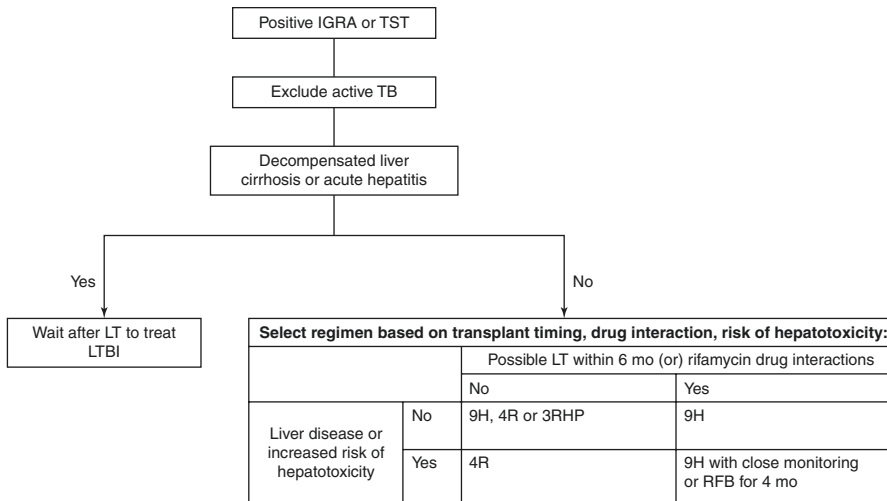 Positive IGRA or TST
Exclude active TB
Decompensated liver
cirrhosis or acute hepatitis
Yes
No
Wait after LT to treat
LTBI
Select regimen based on transplant timing, drug interaction, risk of hepatotoxicity:
Possible LT within 6 mo (or) rifamycin drug interactions
No
Yes
Liver disease or
increased risk of
hepatotoxicity
No
9H, 4R or 3RHP
9H
Yes
4R
9H with close monitoring
or RFB for 4 mo